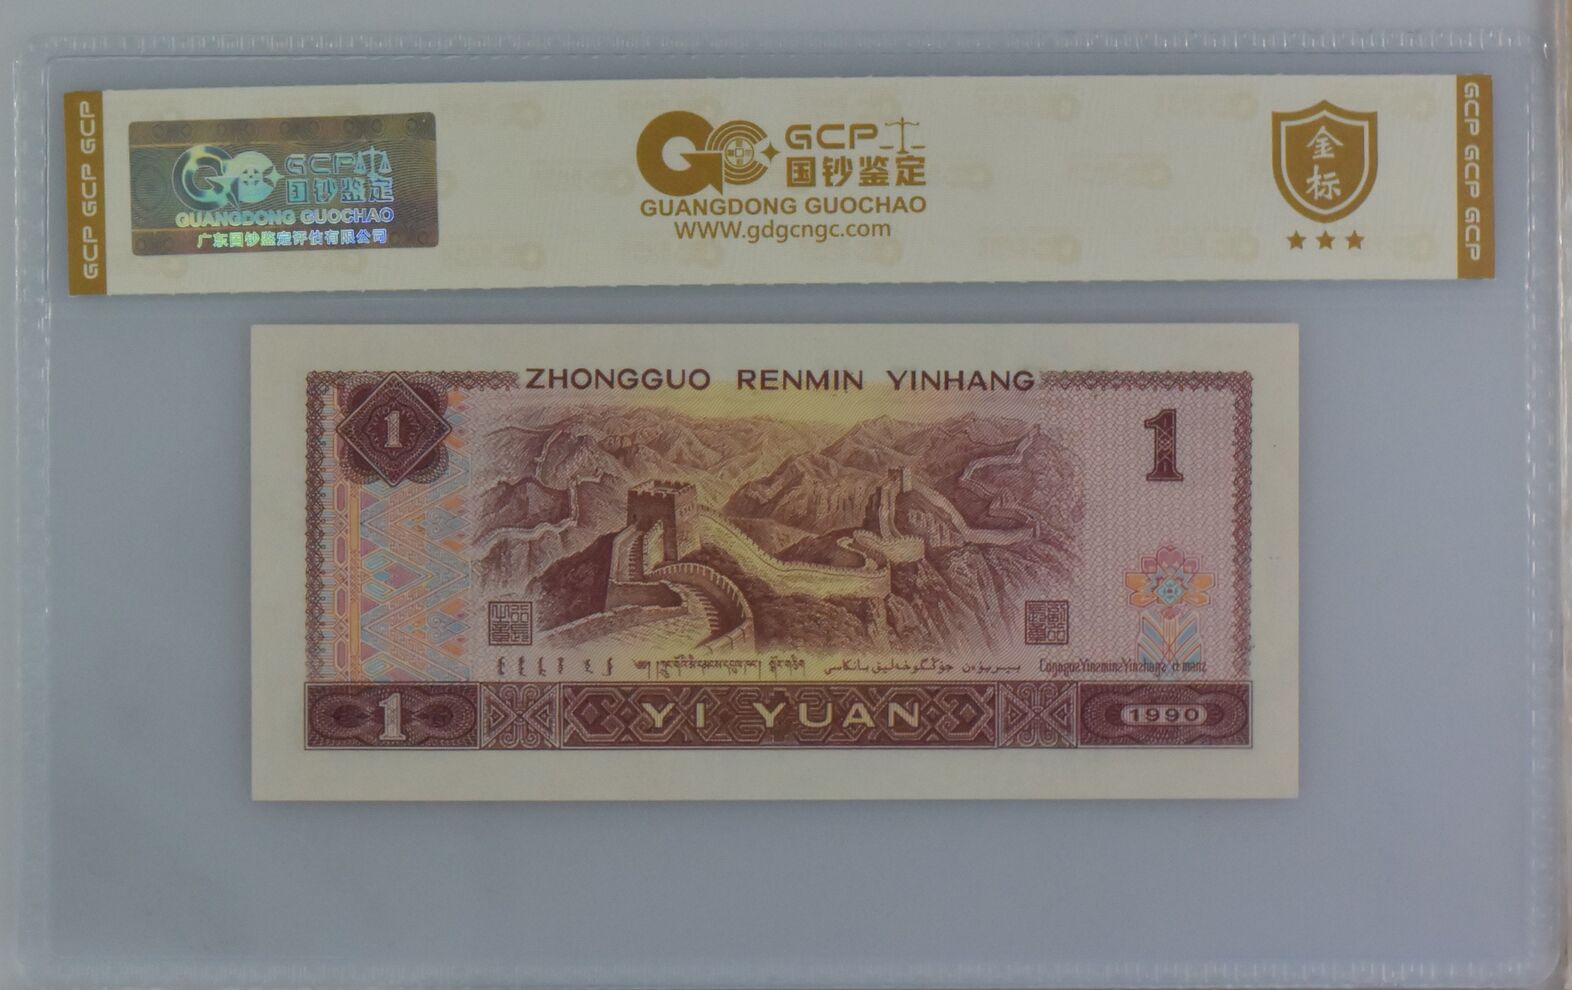 GCP GCP GCP
GCP
国钞鉴定
GUANGDONG GUOCHAO
广东国钞鉴定评估有限公司
GCP
国钞鉴定
GUANGDONG GUOCHAO
WWW.gdgcngc.com
金标
GCP GCP GCP
ZHONGGUO RENMIN YINHANG
1
1
1 YI YUAN 1990